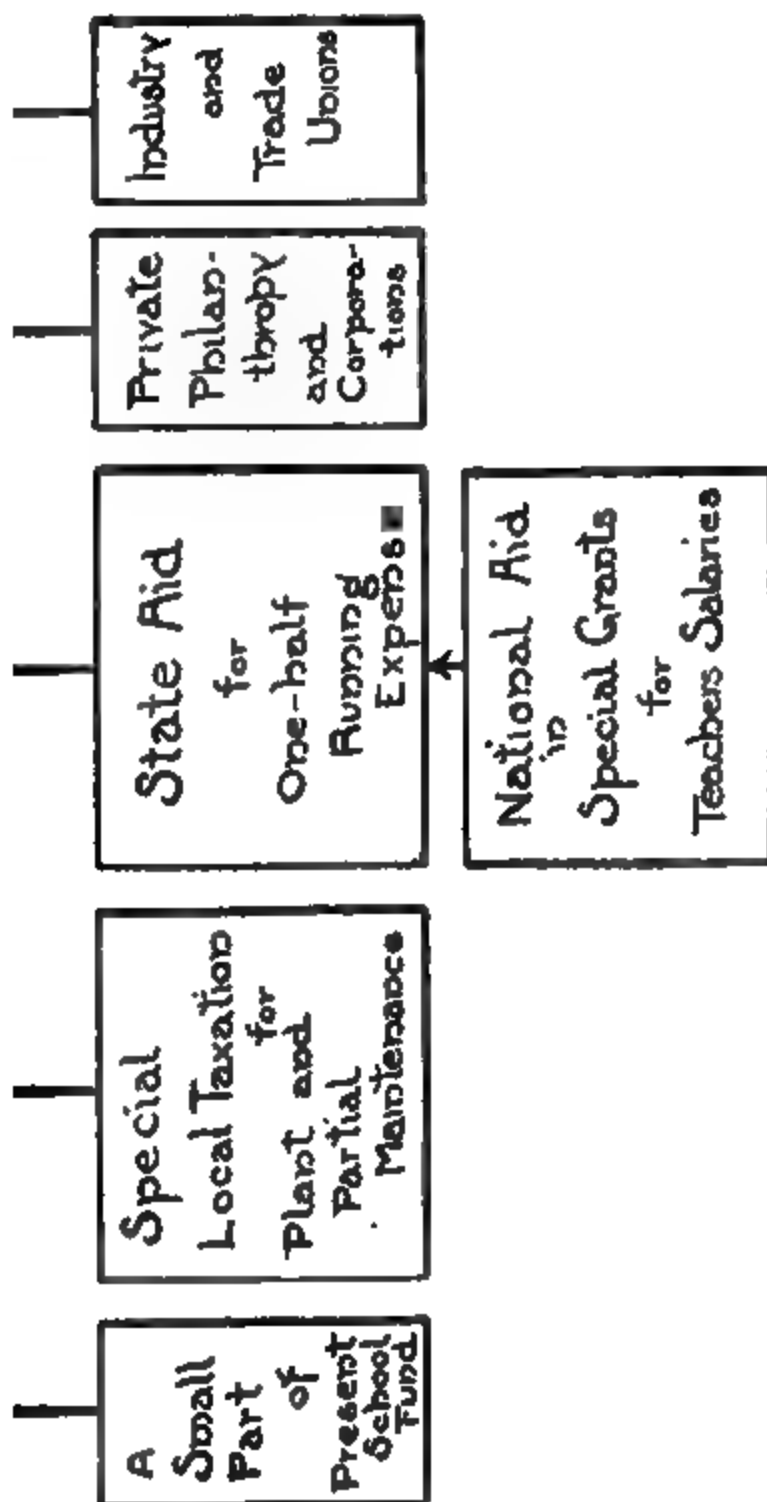 A
Small
Part
of
Present
School
Fund
Special
Local Taxation
for
Plant and
Partial
Maintenance
State Aid
for
One-half
Running
Expens
Private
Philan-
thropy
and
Corpora-
tions
Industry
and
Trade
Unions
National Aid
in
Special Grants
for
Teachers Salaries